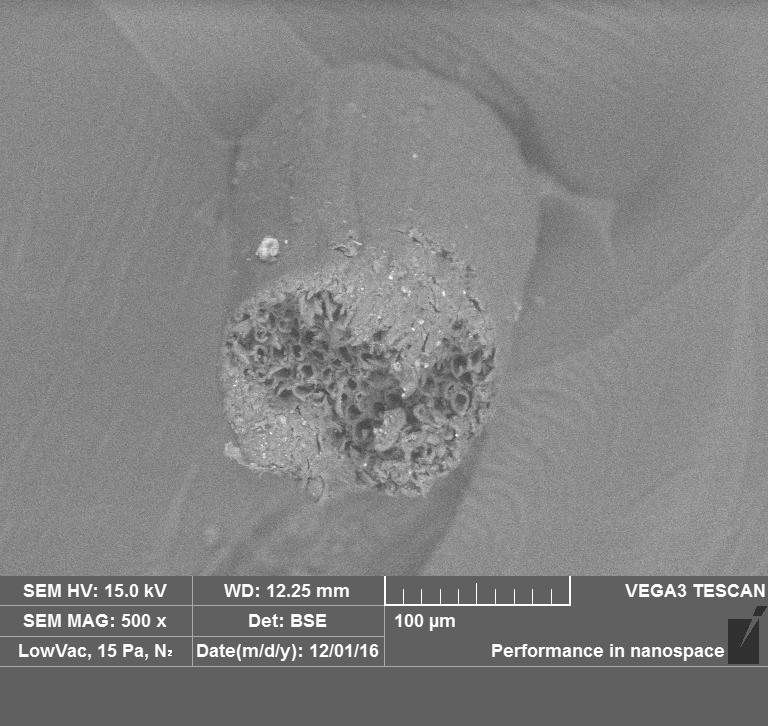 SEM HV: 15.0 kV
WD: 12.25 mm
VEGA3 TESCAN
SEM MAG: 500 x
Det: BSE
100 µm
LowVac, 15 Pa, N₂
Date(m/d/y): 12/01/16
Performance in nanospace